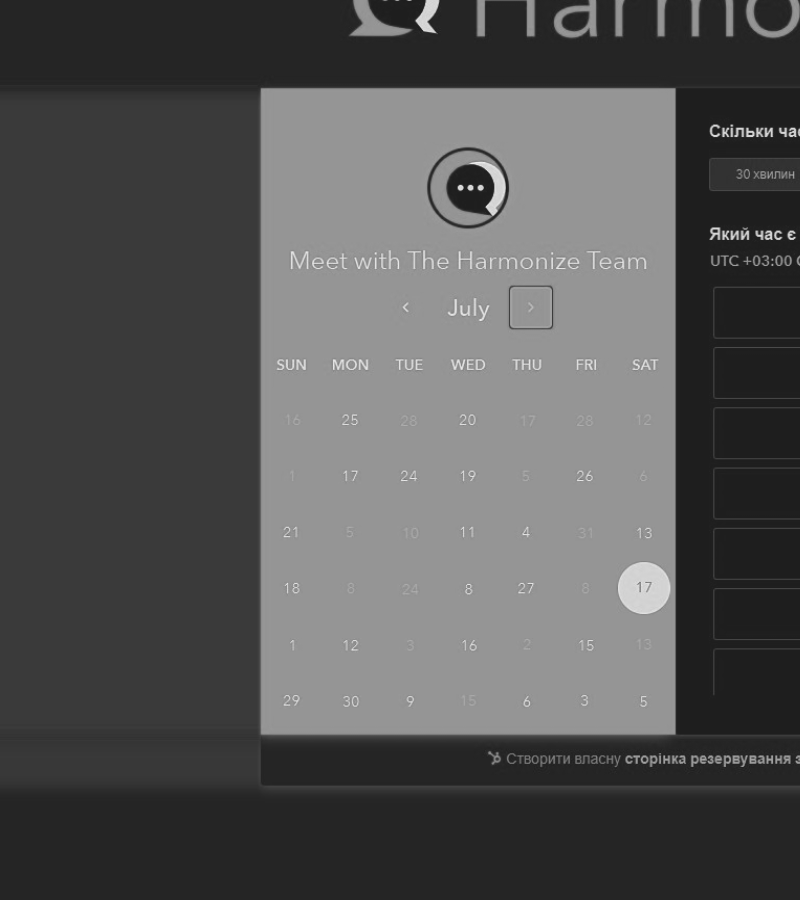 Harmo
Meet with The Harmonize Team
July
SUN MON TUE WED THU FRI SAT
16 25 28 20 17 28 12
1 17 24 19 5 26 6
21 5 10 11 4 31 13
18 8 24 8 27 8 17
1 12 3 16 2 15 13
29 30 9 15 6 3 5
Скільки час
30 хвилин
Який час є
UTC +03:00
Створити власну сторінка резервування з